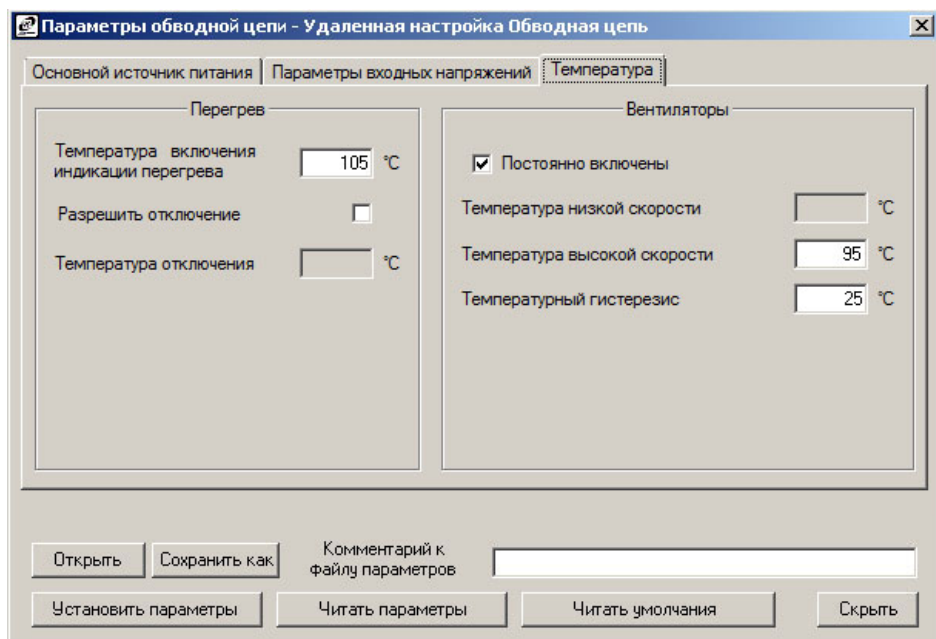 Параметры обводной цепи - Удаленная настройка Обводная цепь
Основной источник питания
Параметры входных напряжений
Температура
Перегрев
Температура включения
индикации перегрева
105 °C
Разрешить отключение
Температура отключения
°C
Вентиляторы
Постоянно включены
Температура низкой скорости
°C
Температура высокой скорости
95 °C
Температурный гистерезис
25 °C
Открыть
Сохранить как
Комментарий к
файлу параметров
Установить параметры
Читать параметры
Читать умолчания
Скрыть